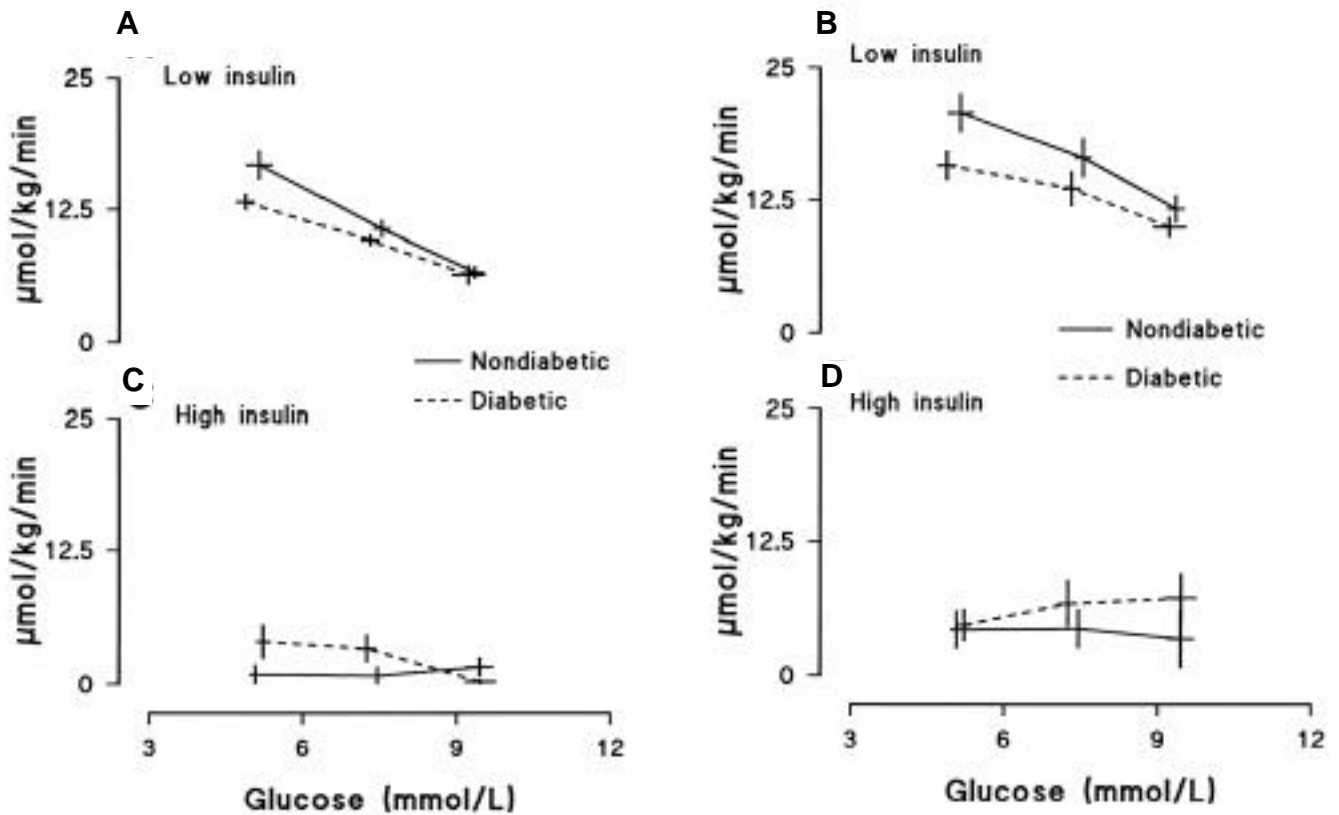 A
Low insulin
25
12.5
0
µmol/kg/min
Nondiabetic
Diabetic
B
Low insulin
25
12.5
0
µmol/kg/min
Nondiabetic
Diabetic
C
High insulin
25
12.5
0
µmol/kg/min
3 6 9 12
Glucose (mmol/L)
D
High insulin
25
12.5
0
µmol/kg/min
3 6 9 12
Glucose (mmol/L)